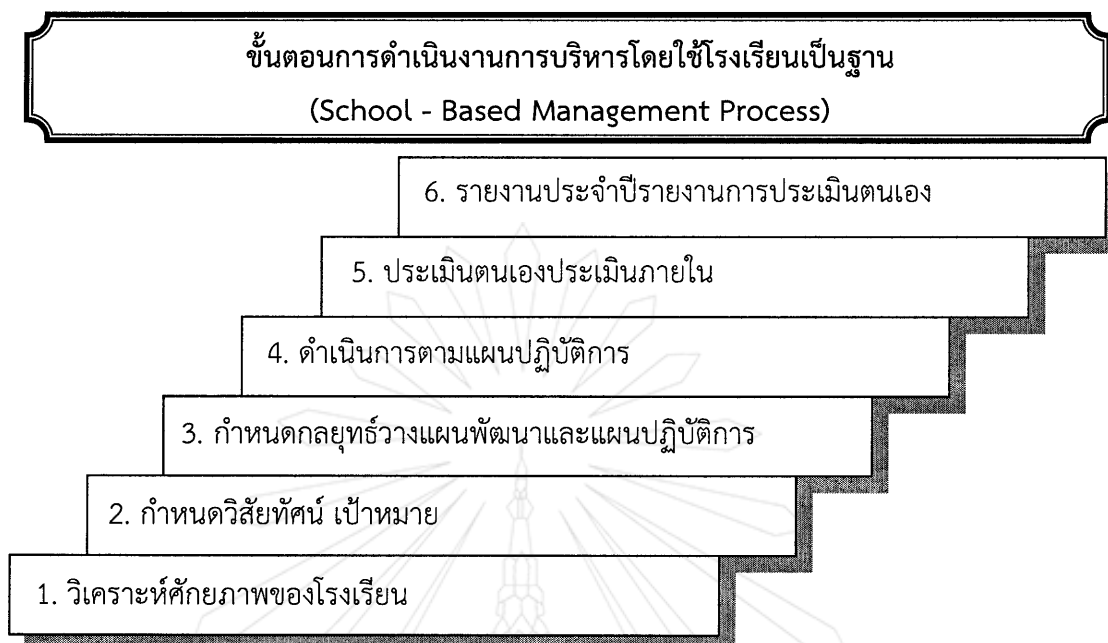 ขั้นตอนการดำเนินงานการบริหารโดยใช้โรงเรียนเป็นฐาน
(School - Based Management Process)
6. รายงานประจำปีรายงานการประเมินตนเอง
5. ประเมินตนเองประเมินภายใน
4. ดำเนินการตามแผนปฏิบัติการ
3. กำหนดกลยุทธ์วางแผนพัฒนาและแผนปฏิบัติการ
2. กำหนดวิสัยทัศน์ เป้าหมาย
1. วิเคราะห์ศักยภาพของโรงเรียน